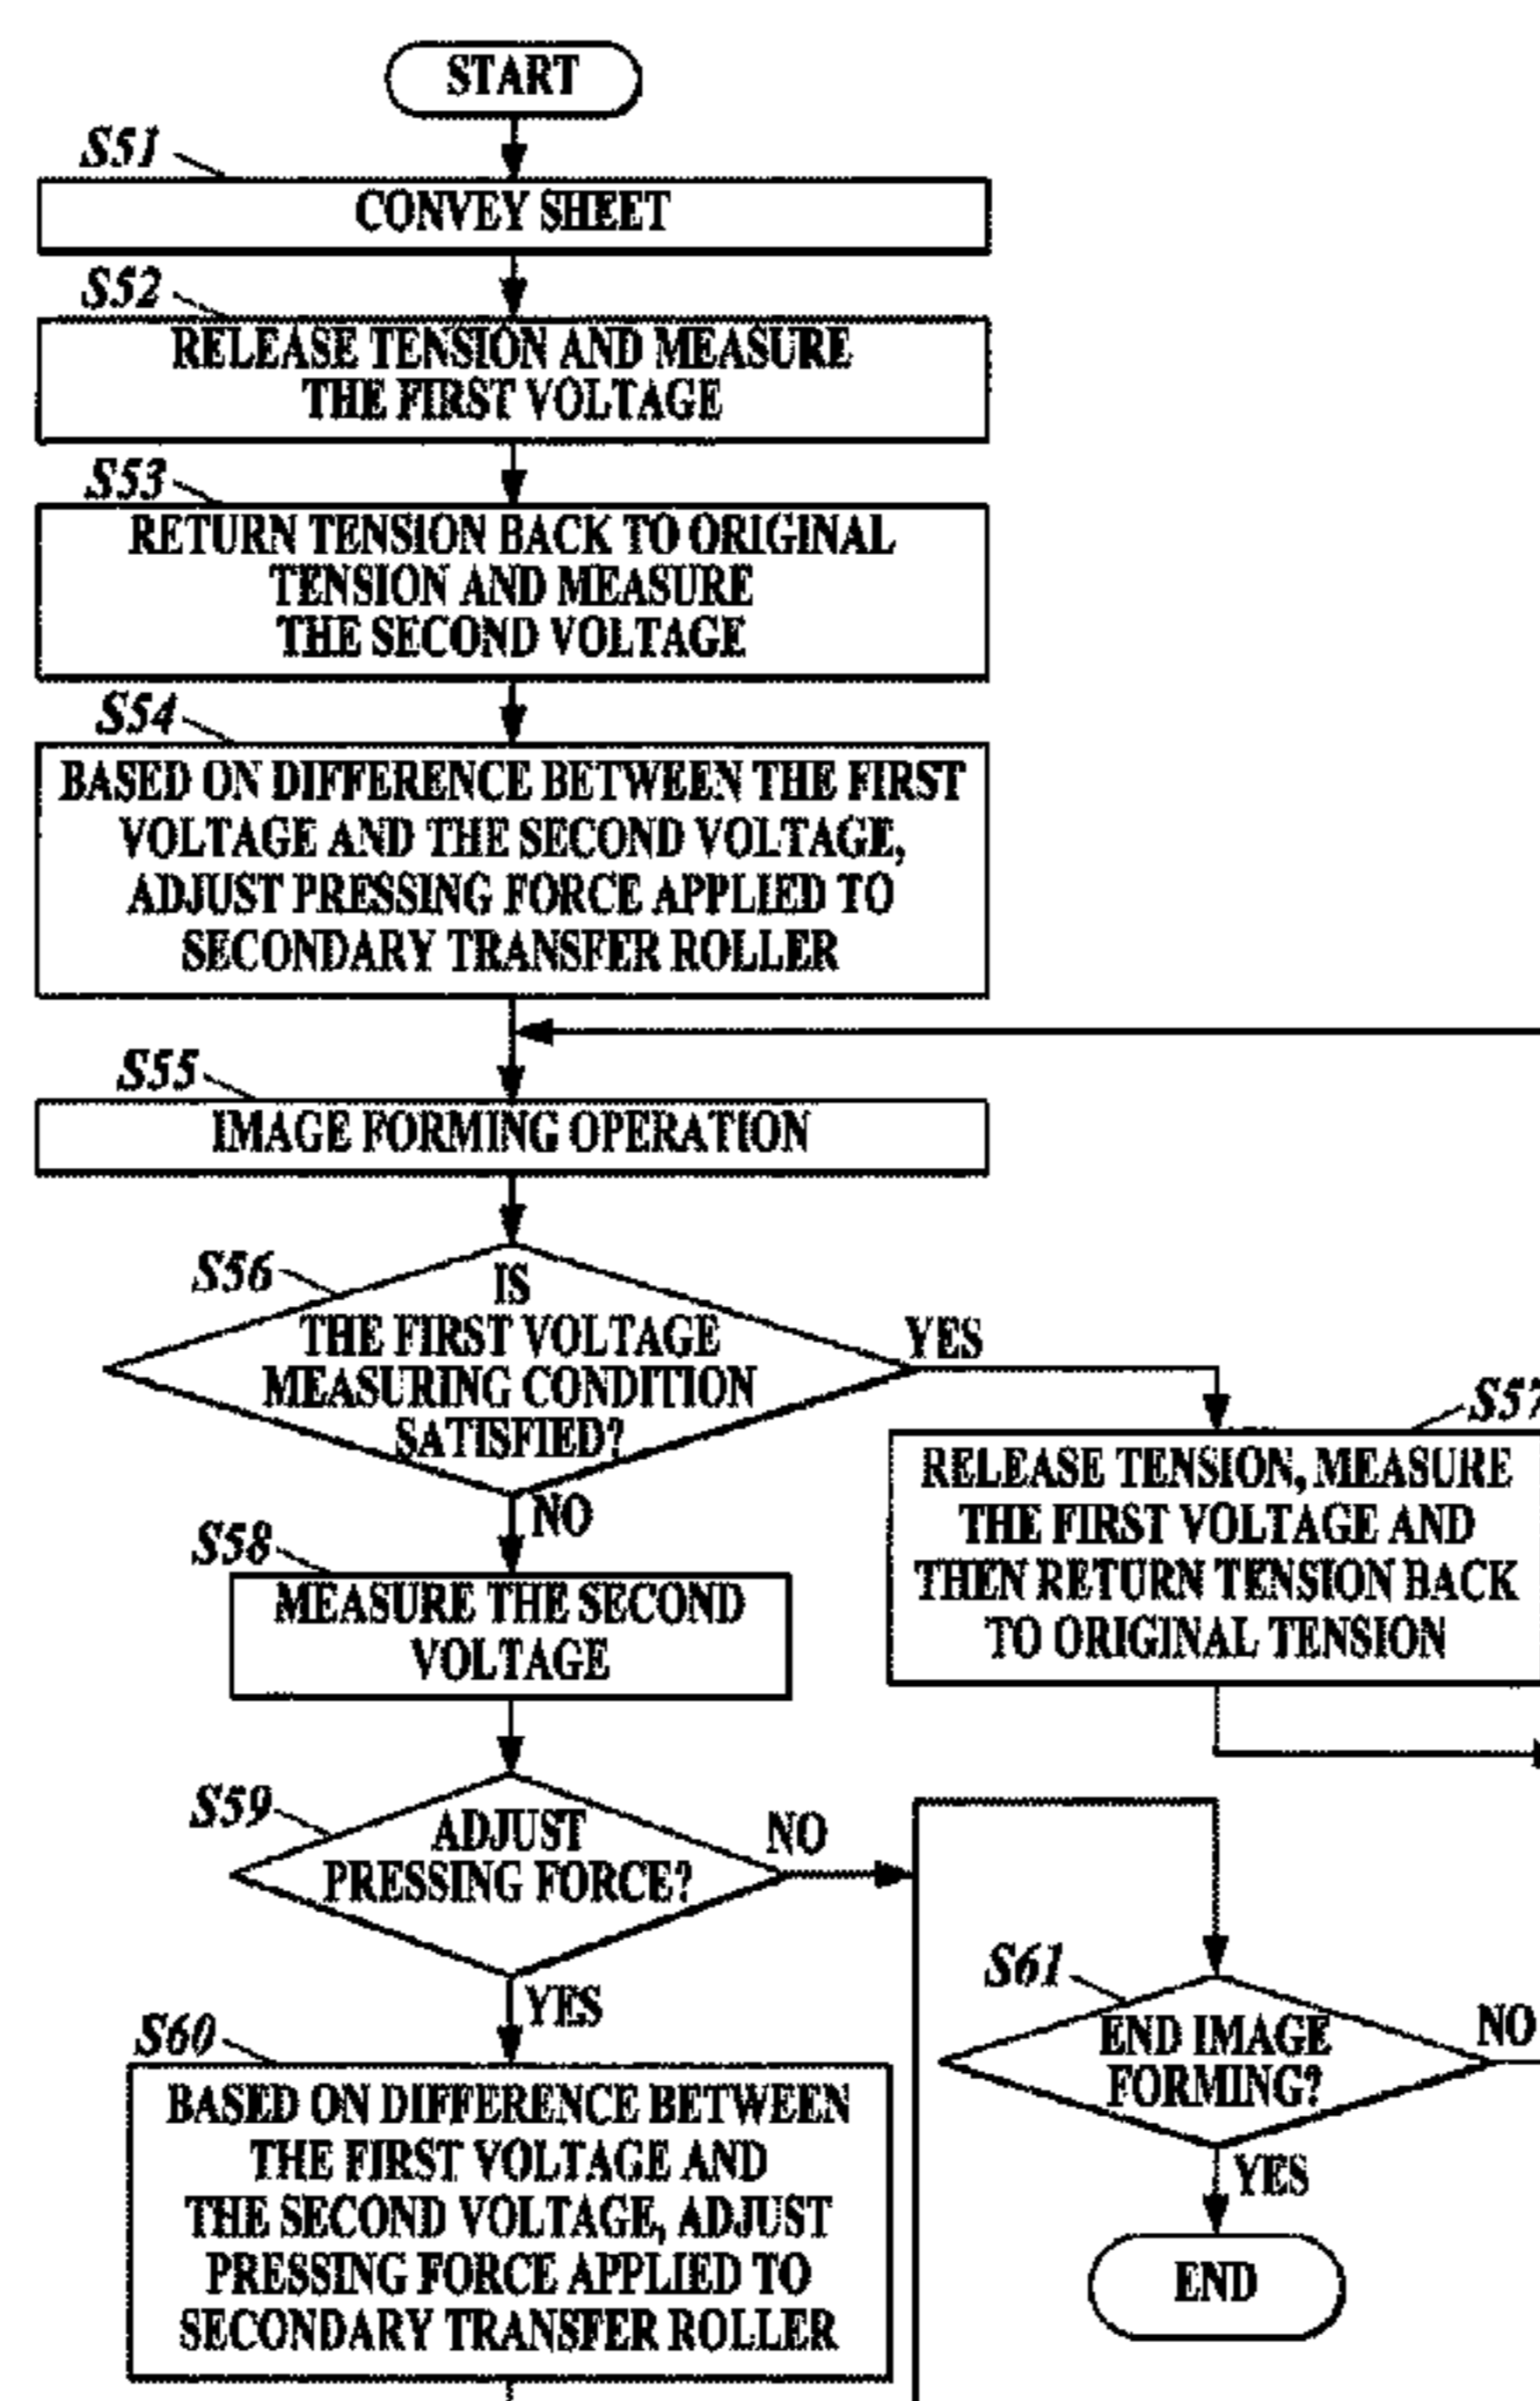 START
S51
CONVEY SHEET
S52
RELEASE TENSION AND MEASURE
THE FIRST VOLTAGE
S53
RETURN TENSION BACK TO ORIGINAL
TENSION AND MEASURE
THE SECOND VOLTAGE
S54
BASED ON DIFFERENCE BETWEEN THE FIRST
VOLTAGE AND THE SECOND VOLTAGE,
ADJUST PRESSING FORCE APPLIED TO
SECONDARY TRANSFER ROLLER
S55
IMAGE FORMING OPERATION
S56
IS
THE FIRST VOLTAGE
MEASURING CONDITION
SATISFIED?
YES
NO
S57
RELEASE TENSION, MEASURE
THE FIRST VOLTAGE AND
THEN RETURN TENSION BACK
TO ORIGINAL TENSION
S58
MEASURE THE SECOND
VOLTAGE
S59
ADJUST
PRESSING FORCE?
NO
YES
S60
BASED ON DIFFERENCE BETWEEN
THE FIRST VOLTAGE AND
THE SECOND VOLTAGE, ADJUST
PRESSING FORCE APPLIED TO
SECONDARY TRANSFER ROLLER
S61
END IMAGE
FORMING?
NO
YES
END